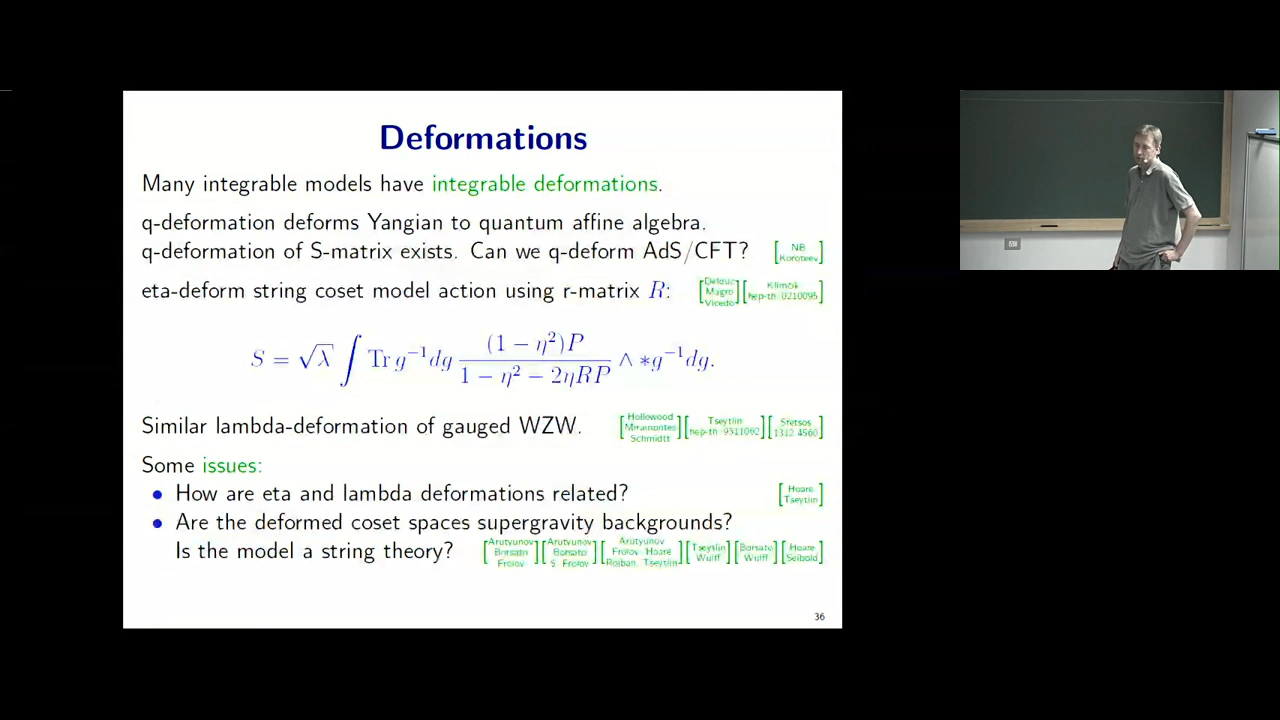 Deformations
Many integrable models have integrable deformations.
q-deformation deforms Yangian to quantum affine algebra.
q-deformation of S-matrix exists. Can we q-deform AdS/CFT? [NB Koroteev]
eta-deform string coset model action using r-matrix R: [Delduc Magro Vicedo] [Klimčík hep-th 0210095]
S = √λ ∫ Tr g⁻¹dg (1 − η²)P / (1 − η² − 2ηRP) ∧ *g⁻¹dg.
Similar lambda-deformation of gauged WZW. [Hollowood Miramontes Schmidtt] [Tseytlin hep-th 9311062] [Sfetsos 1312 4560]
Some issues:
• How are eta and lambda deformations related? [Hoare Tseytlin]
• Are the deformed coset spaces supergravity backgrounds?
Is the model a string theory? [Arutyunov Borsato Frolov] [Arutyunov Borsato S Frolov] [Arutyunov Frolov Hoare Roiban Tseytlin] [Tseytlin Wulff] [Borsato Wulff] [Hoare Seibold]
36